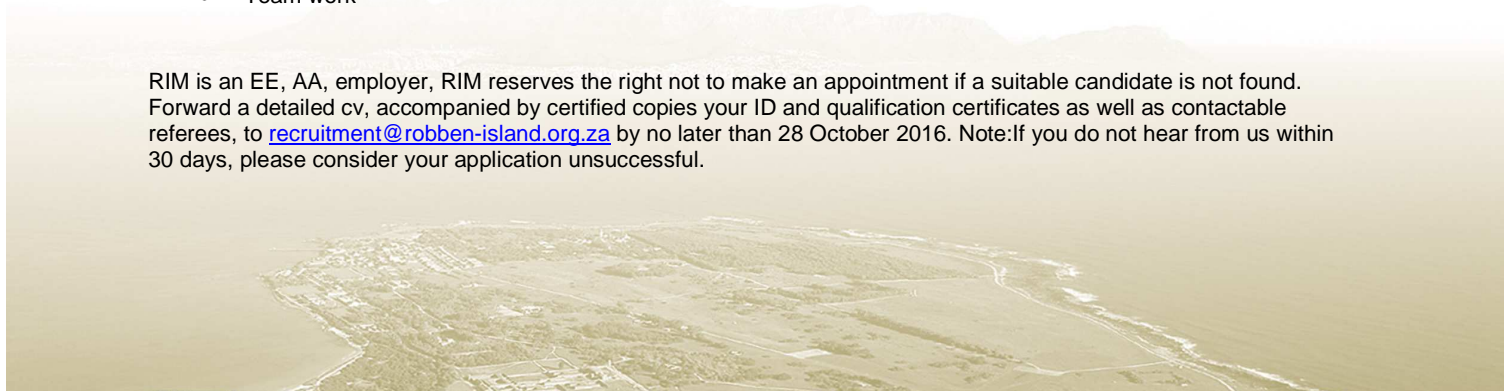 Team work
RIM is an EE, AA, employer, RIM reserves the right not to make an appointment if a suitable candidate is not found.
Forward a detailed cv, accompanied by certified copies your ID and qualification certificates as well as contactable
referees, to recruitment@robben-island.org.za by no later than 28 October 2016. Note:If you do not hear from us within
30 days, please consider your application unsuccessful.